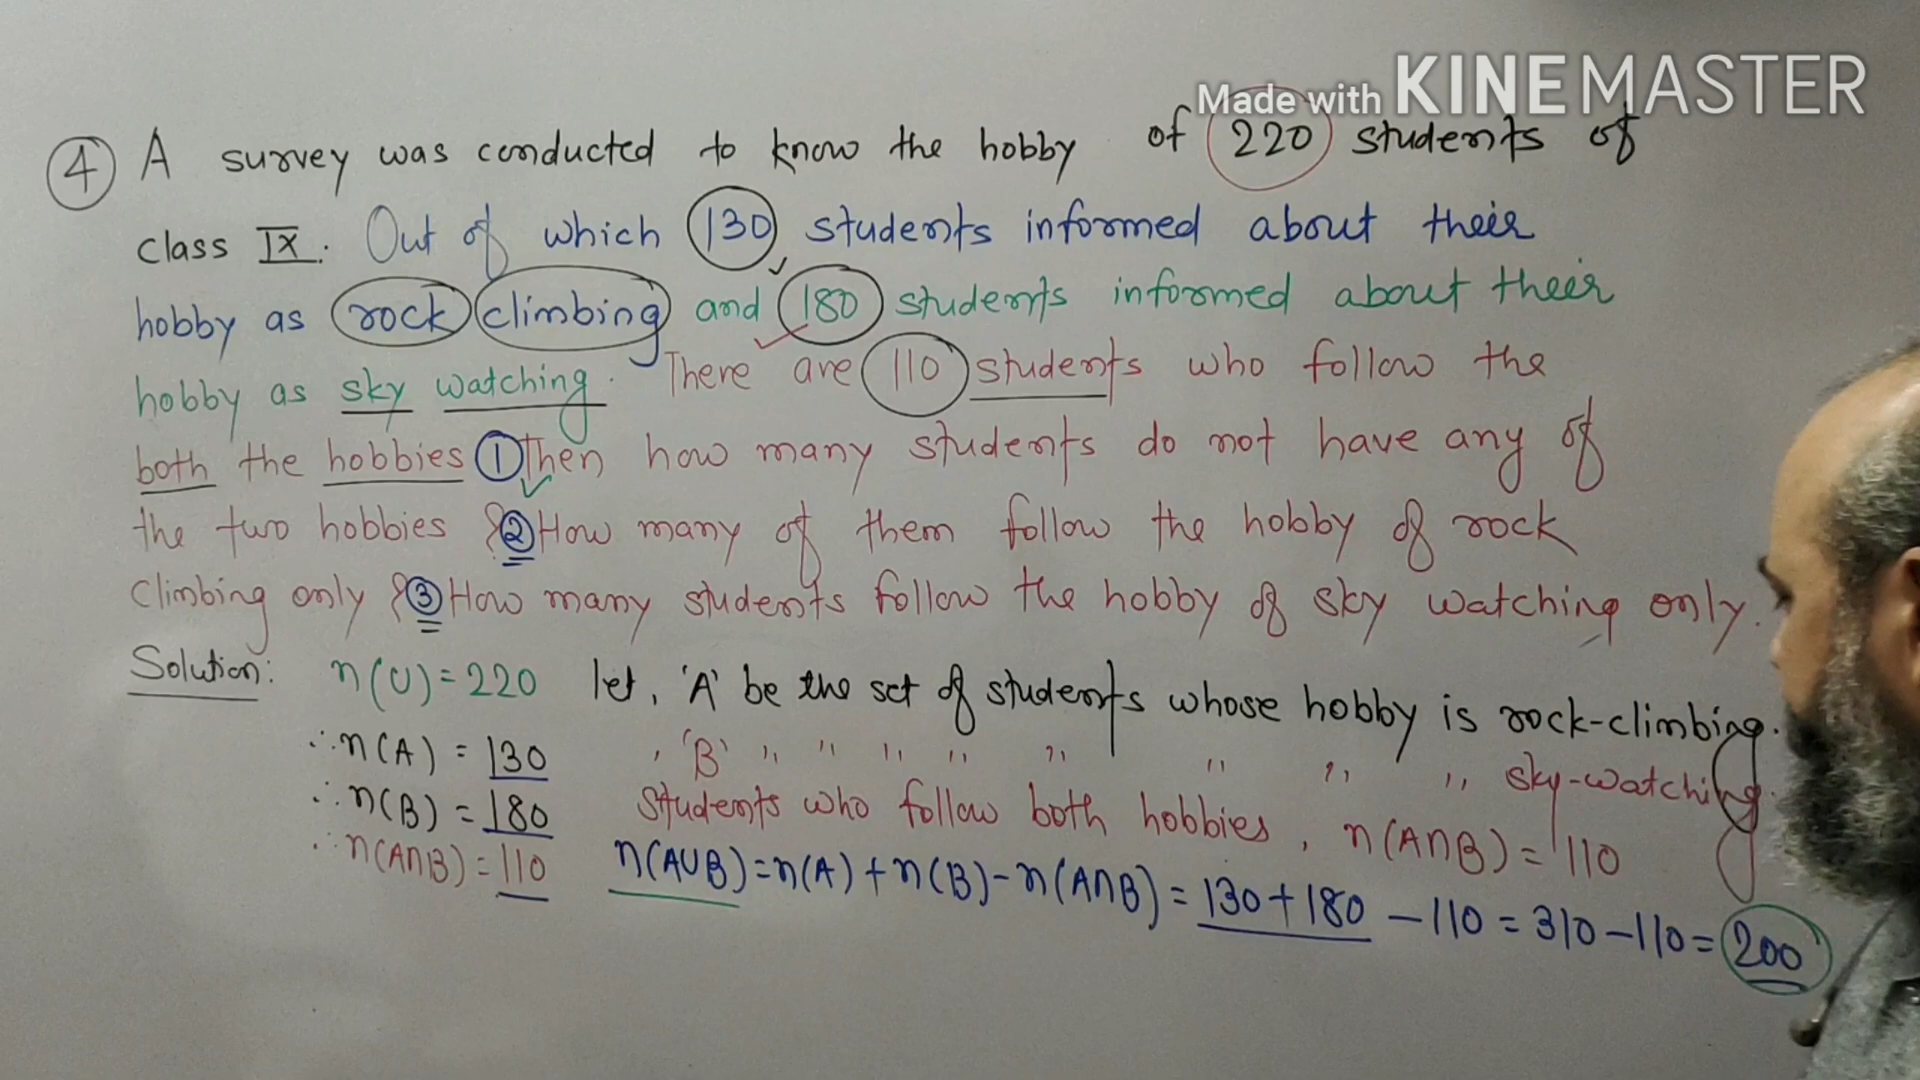 Made with KINEMASTER
④ A survey was conducted to know the hobby of 220 students of
class IX. Out of which 130 students informed about their
hobby as rock climbing and 180 students informed about their
hobby as sky watching. There are 110 students who follow the
both the hobbies ① Then how many students do not have any of
the two hobbies ? ② How many of them follow the hobby of rock
Climbing only ? ③ How many students follow the hobby of sky watching only.
Solution: n(U)=220 let, 'A' be the set of students whose hobby is rock-climbing.
∴ n(A) = 130 , 'B' ,, ,, ,, ,, ,, ,, ,, ,, sky-watching.
∴ n(B) = 180 Students who follow both hobbies, n(A∩B) = 110
∴ n(A∩B) = 110 n(A∪B) = n(A) + n(B) - n(A∩B) = 130 + 180 - 110 = 310 - 110 = 200